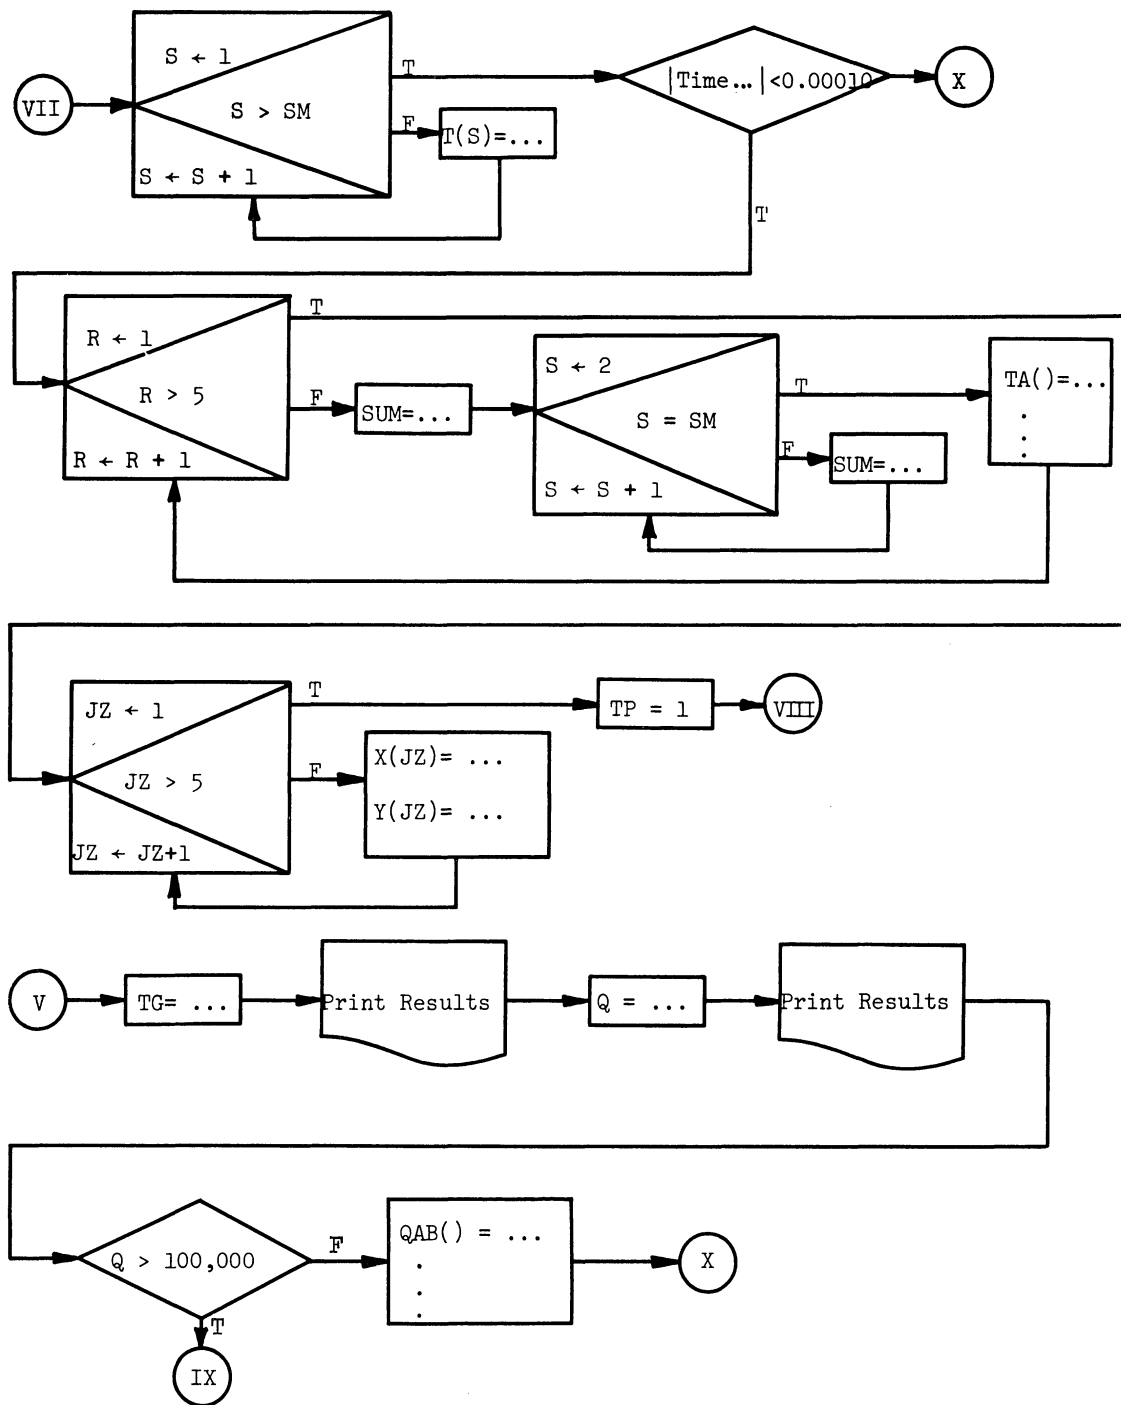 VII
S ← 1
S > SM
S ← S + 1
T
F
T(S)=...
|Time...|<0.00010
X
T
R ← 1
R > 5
R ← R + 1
T
F
SUM=...
S ← 2
S = SM
S ← S + 1
T
F
SUM=...
TA()=...
.
.
.
JZ ← 1
JZ > 5
JZ ← JZ+1
T
F
X(JZ)= ...
Y(JZ)= ...
TP = 1
VIII
V
TG= ...
Print Results
Q = ...
Print Results
Q > 100,000
F
T
QAB() = ...
.
.
.
X
IX